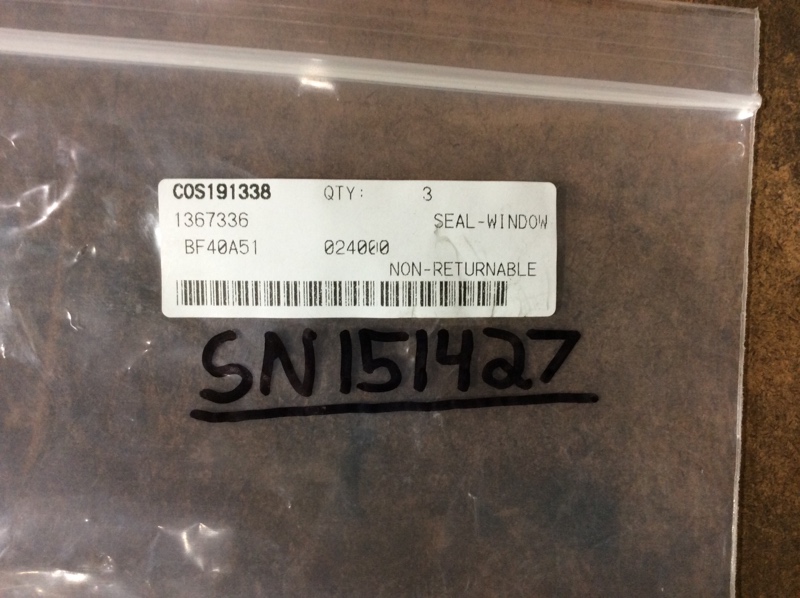 COS191338 QTY: 3
1367336 SEAL-WINDOW
BF40A51 024000
NON-RETURNABLE
SN151427